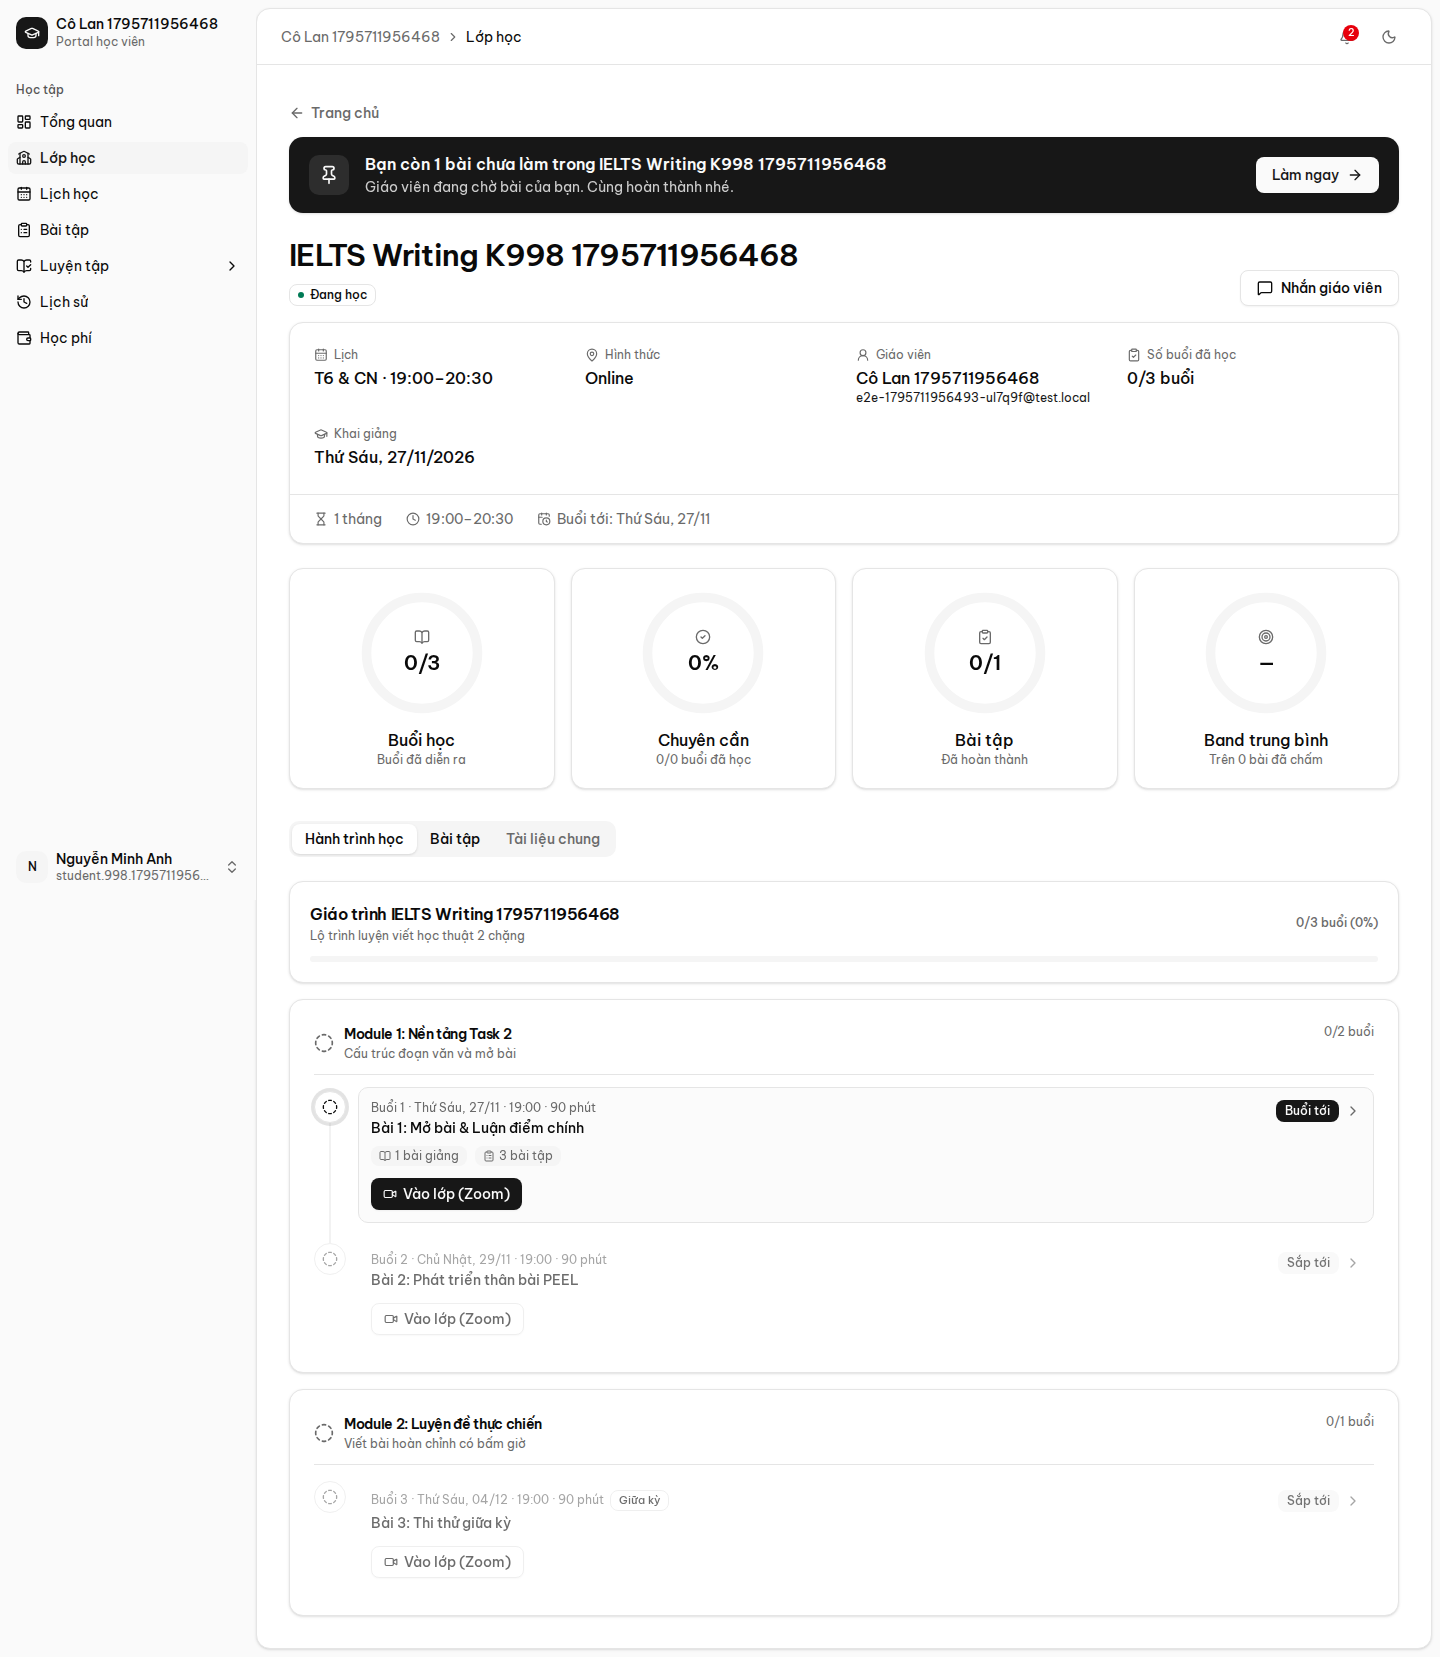 Cô Lan 1795711956468
Portal học viên
Học tập
Tổng quan
Lớp học
Lịch học
Bài tập
Luyện tập
Lịch sử
Học phí
Nguyễn Minh Anh
N
student.998.1795711956...
Cô Lan 1795711956468 > Lớp học
2
Trang chủ
Bạn còn 1 bài chưa làm trong IELTS Writing K998 1795711956468
Giáo viên đang chờ bài của bạn. Cùng hoàn thành nhé.
Làm ngay
IELTS Writing K998 1795711956468
Đang học
Nhắn giáo viên
Lịch
T6 & CN · 19:00–20:30
Hình thức
Online
Giáo viên
Cô Lan 1795711956468
e2e-1795711956493-ul7q9f@test.local
Số buổi đã học
0/3 buổi
Khai giảng
Thứ Sáu, 27/11/2026
1 tháng
19:00–20:30
Buổi tới: Thứ Sáu, 27/11
0/3
Buổi học
Buổi đã diễn ra
0%
Chuyên cần
0/0 buổi đã học
0/1
Bài tập
Đã hoàn thành
–
Band trung bình
Trên 0 bài đã chấm
Hành trình học
Bài tập
Tài liệu chung
Giáo trình IELTS Writing 1795711956468
Lộ trình luyện viết học thuật 2 chặng
0/3 buổi (0%)
Module 1: Nền tảng Task 2
Cấu trúc đoạn văn và mở bài
0/2 buổi
Buổi 1 · Thứ Sáu, 27/11 · 19:00 · 90 phút
Bài 1: Mở bài & Luận điểm chính
1 bài giảng
3 bài tập
Vào lớp (Zoom)
Buổi tới
Buổi 2 · Chủ Nhật, 29/11 · 19:00 · 90 phút
Bài 2: Phát triển thân bài PEEL
Vào lớp (Zoom)
Sắp tới
Module 2: Luyện đề thực chiến
Viết bài hoàn chỉnh có bấm giờ
0/1 buổi
Buổi 3 · Thứ Sáu, 04/12 · 19:00 · 90 phút
Giữa kỳ
Bài 3: Thi thử giữa kỳ
Vào lớp (Zoom)
Sắp tới